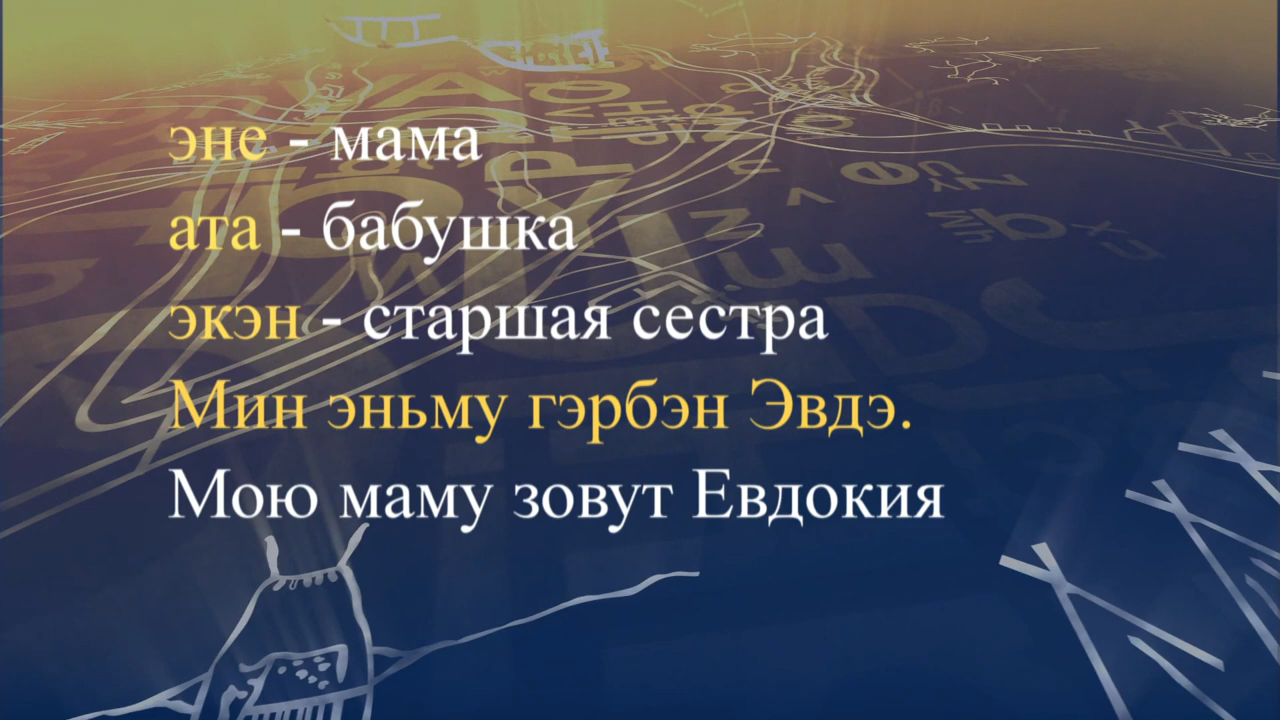 эне - мама
ата - бабушка
экэн - старшая сестра
Мин эньму гэрбэн Эвдэ.
Мою маму зовут Евдокия